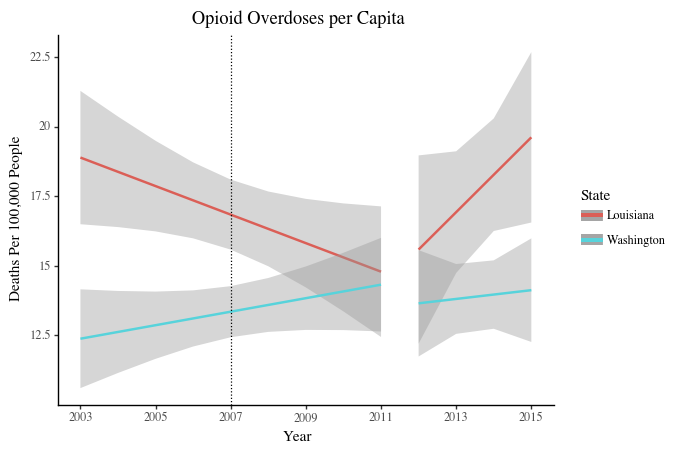 Opioid Overdoses per Capita
Deaths Per 100,000 People
22.5
20
17.5
15
12.5
2003
2005
2007
2009
2011
2013
2015
Year
State
Louisiana
Washington